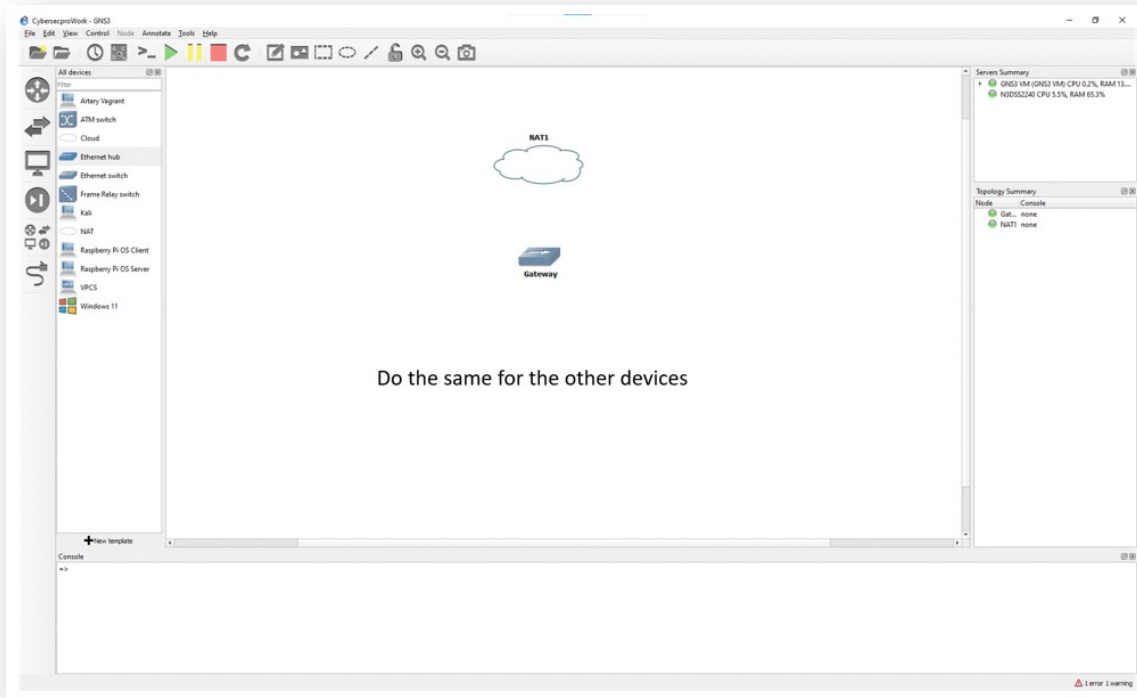 CybersecproWork - GNS3
File Edit View Control Node Annotate Tools Help
All devices
Filter
Artery Vagrant
ATM switch
Cloud
Ethernet hub
Ethernet switch
Frame Relay switch
Kali
NAT
Raspberry Pi OS Client
Raspberry Pi OS Server
VPCS
Windows 11
New template
NAT1
Gateway
Do the same for the other devices
Servers Summary
GNS3 VM (GNS3 VM) CPU 0.2%, RAM 13....
N3DSS2240 CPU 5.5%, RAM 65.3%
Topology Summary
Node Console
Gat... none
NAT1 none
Console
=>
1 error 1 warning